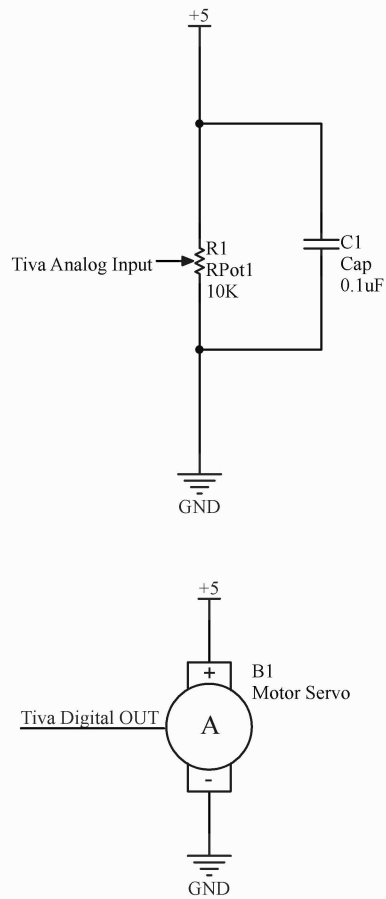 +5
R1
RPot1
10K
Tiva Analog Input
C1
Cap
0.1uF
GND
+5
+
B1
Motor Servo
Tiva Digital OUT
A
-
GND